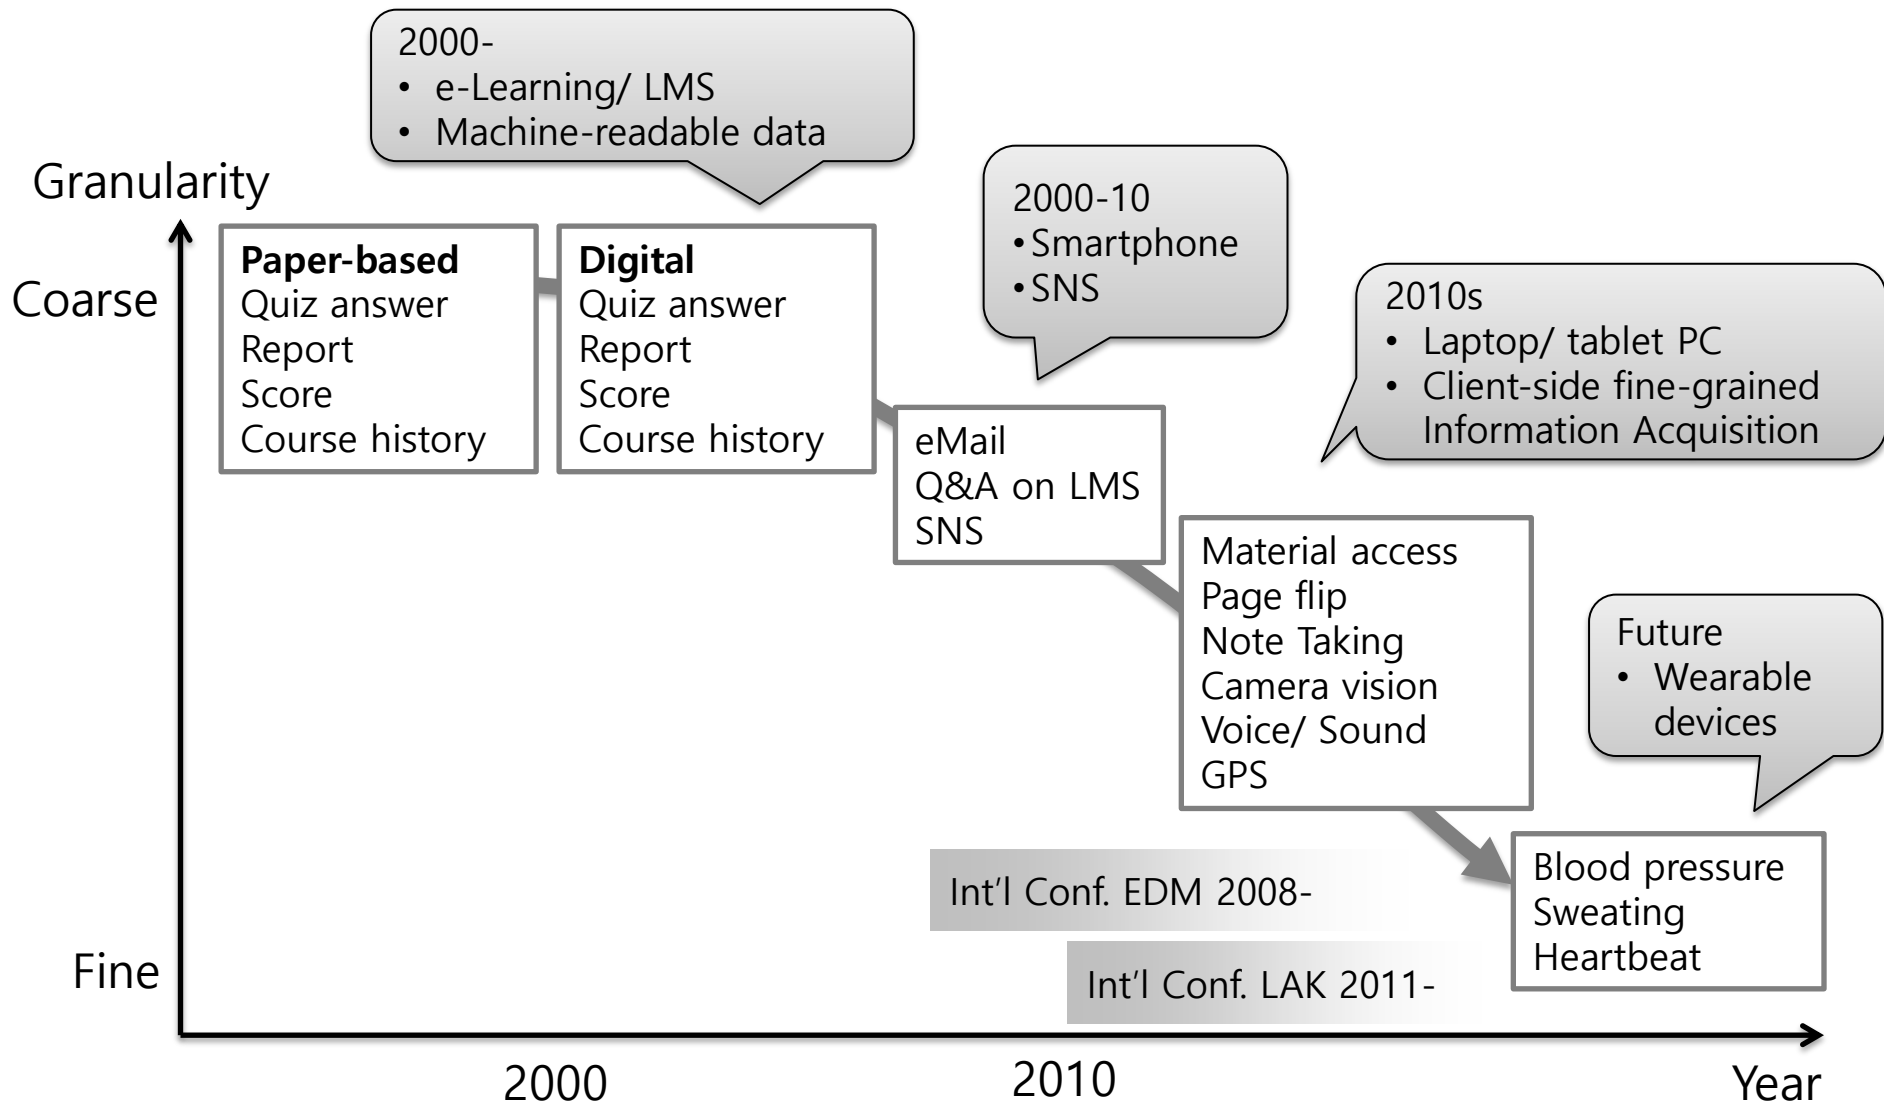 2000-
• e-Learning/ LMS
• Machine-readable data
Granularity
Coarse
Fine
Paper-based
Quiz answer
Report
Score
Course history
Digital
Quiz answer
Report
Score
Course history
2000-10
•Smartphone
•SNS
eMail
Q&A on LMS
SNS
2010s
• Laptop/ tablet PC
• Client-side fine-grained
Information Acquisition
Material access
Page flip
Note Taking
Camera vision
Voice/ Sound
GPS
Future
• Wearable
devices
Blood pressure
Sweating
Heartbeat
Int'l Conf. EDM 2008-
Int'l Conf. LAK 2011-
2000
2010
Year